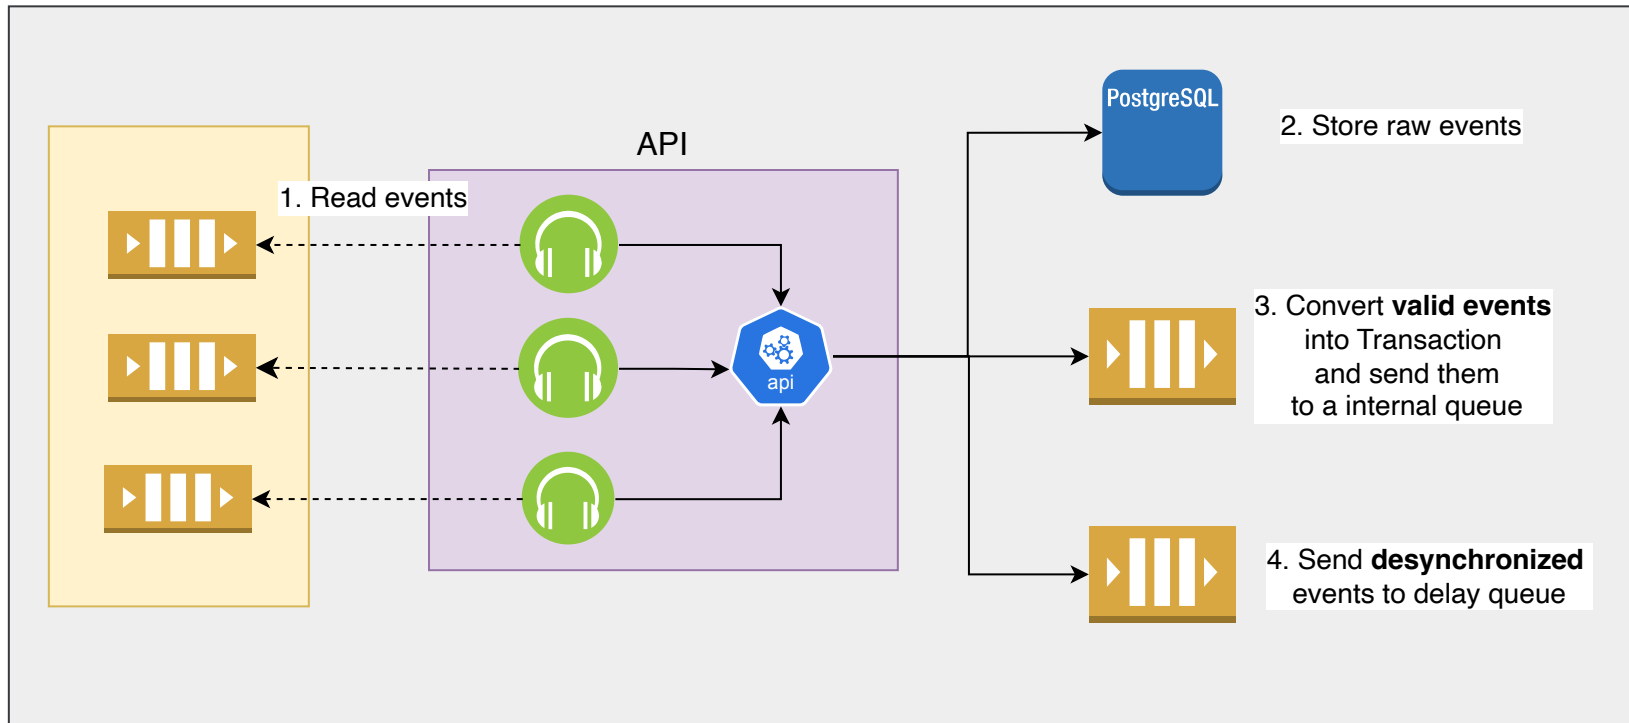 API
1. Read events
api
PostgreSQL
2. Store raw events
3. Convert valid events
into Transaction
and send them
to a internal queue
4. Send desynchronized
events to delay queue